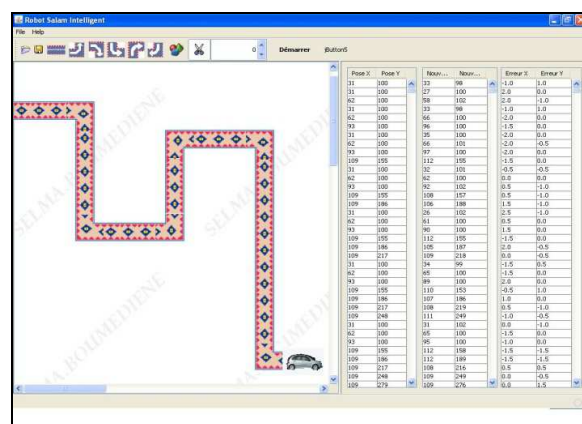 Robot Salam Intelligent
File Help
0 Démarrer jButton5
Pose X Pose Y Nouv... Nouv... Erreur X Erreur Y
31 100 33 98 -1.0 1.0
31 100 27 100 2.0 0.0
62 100 58 102 2.0 -1.0
31 100 33 98 -1.0 1.0
62 100 66 100 -2.0 0.0
93 100 96 100 -1.5 0.0
31 100 35 100 -2.0 0.0
62 100 66 101 -2.0 -0.5
93 100 97 100 -2.0 0.0
109 155 112 155 -1.5 0.0
31 100 32 101 -0.5 -0.5
62 100 62 100 0.0 0.0
93 100 92 102 0.5 -1.0
109 155 108 157 0.5 -1.0
109 186 106 188 1.5 -1.0
31 100 26 102 2.5 -1.0
62 100 61 100 0.5 0.0
93 100 90 100 1.5 0.0
109 155 112 155 -1.5 0.0
109 186 105 187 2.0 -0.5
109 217 109 218 0.0 -0.5
31 100 34 99 -1.5 0.5
62 100 65 100 -1.5 0.0
93 100 89 100 2.0 0.0
109 155 110 153 -0.5 1.0
109 186 107 186 1.0 0.0
109 217 108 219 0.5 -1.0
109 248 111 249 -1.0 -0.5
31 100 31 102 0.0 -1.0
62 100 65 100 -1.5 0.0
93 100 95 100 -1.0 0.0
109 155 112 158 -1.5 -1.5
109 186 112 189 -1.5 -1.5
109 217 108 216 0.5 0.5
109 248 109 249 0.0 -0.5
109 279 109 276 0.0 1.5
SELMA.BOUMEDIENE